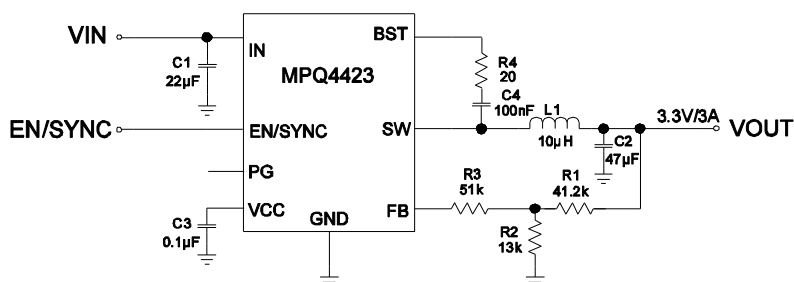 VIN
C1
22µF
IN
MPQ4423
BST
R4
20
C4
100nF
EN/SYNC
EN/SYNC
SW
L1
10µH
3.3V/3A
VOUT
C2
47µF
PG
R3
51k
R1
41.2k
VCC
C3
0.1µF
GND
FB
R2
13k